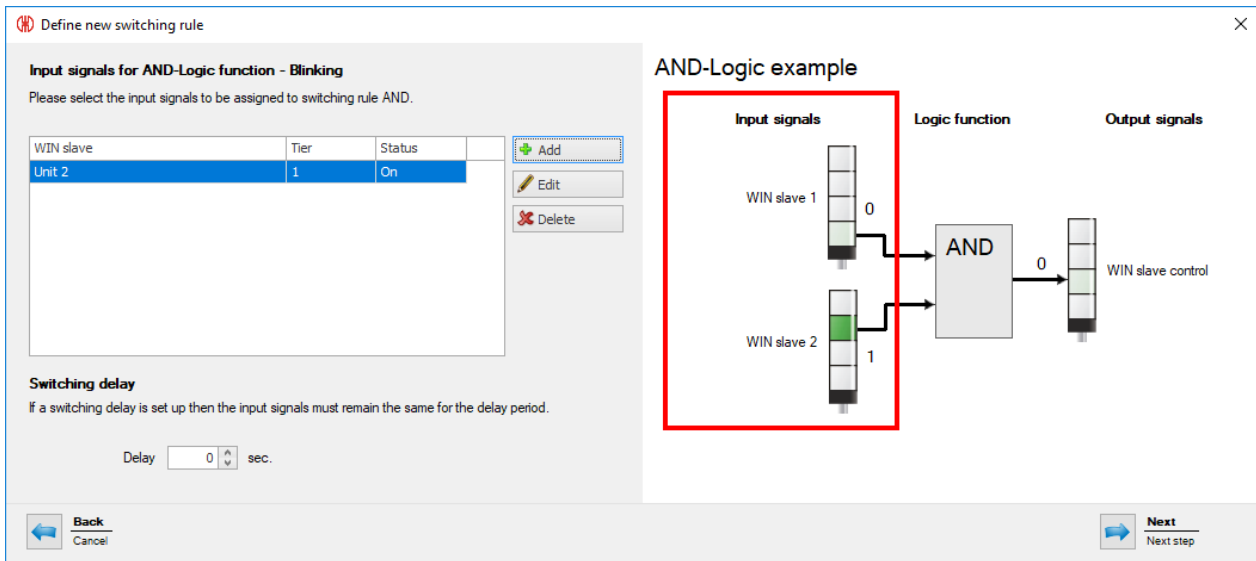 Define new switching rule
Input signals for AND-Logic function - Blinking
Please select the input signals to be assigned to switching rule AND.
WIN slave Tier Status
Unit 2 1 On
Add
Edit
Delete
Switching delay
If a switching delay is set up then the input signals must remain the same for the delay period.
Delay 0 sec.
AND-Logic example
Input signals Logic function Output signals
WIN slave 1
0
AND
0
WIN slave control
WIN slave 2
1
Back
Cancel
Next
Next step